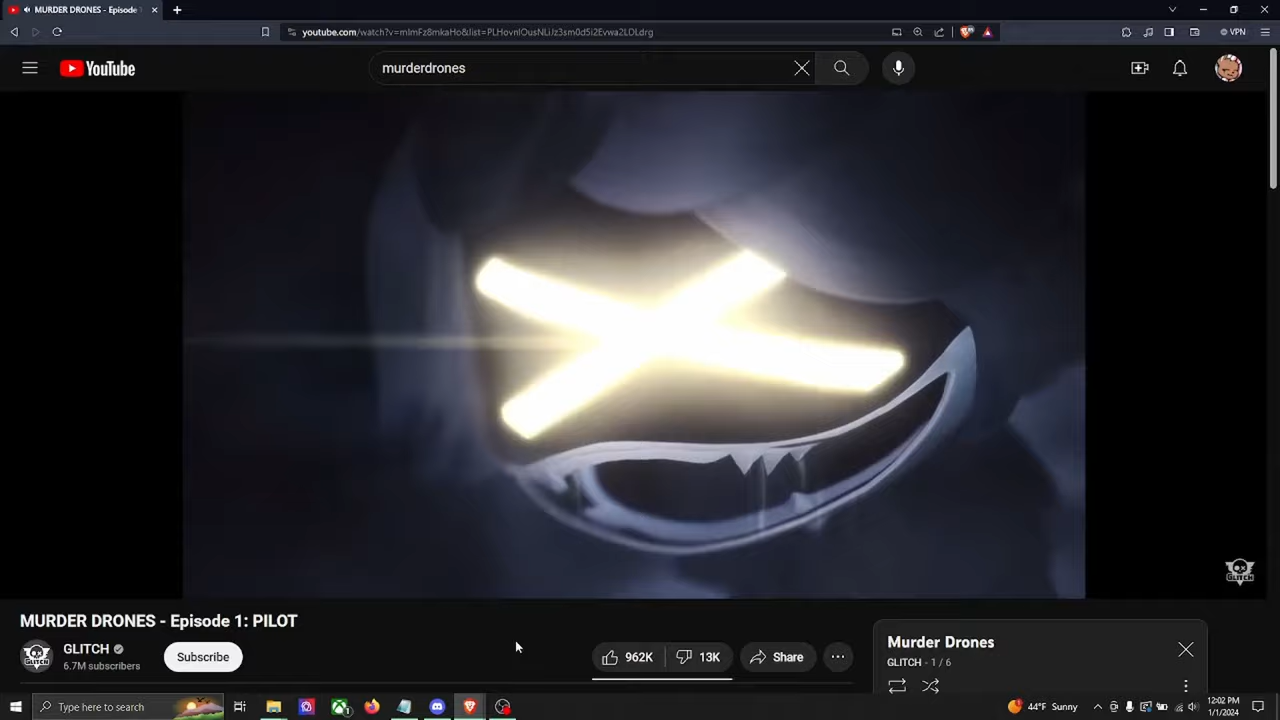 MURDER DRONES - Episode 1
youtube.com/watch?v=mImFz8mkaHo&list=PLHovnlOusNLiJz3sm0d5i2Evwa2LDLdrg
VPN
YouTube
murderdrones
GLITCH
MURDER DRONES - Episode 1: PILOT
GLITCH
6.7M subscribers
Subscribe
962K
13K
Share
Murder Drones
GLITCH - 1 / 6
Type here to search
44°F Sunny
12:02 PM
1/1/2024